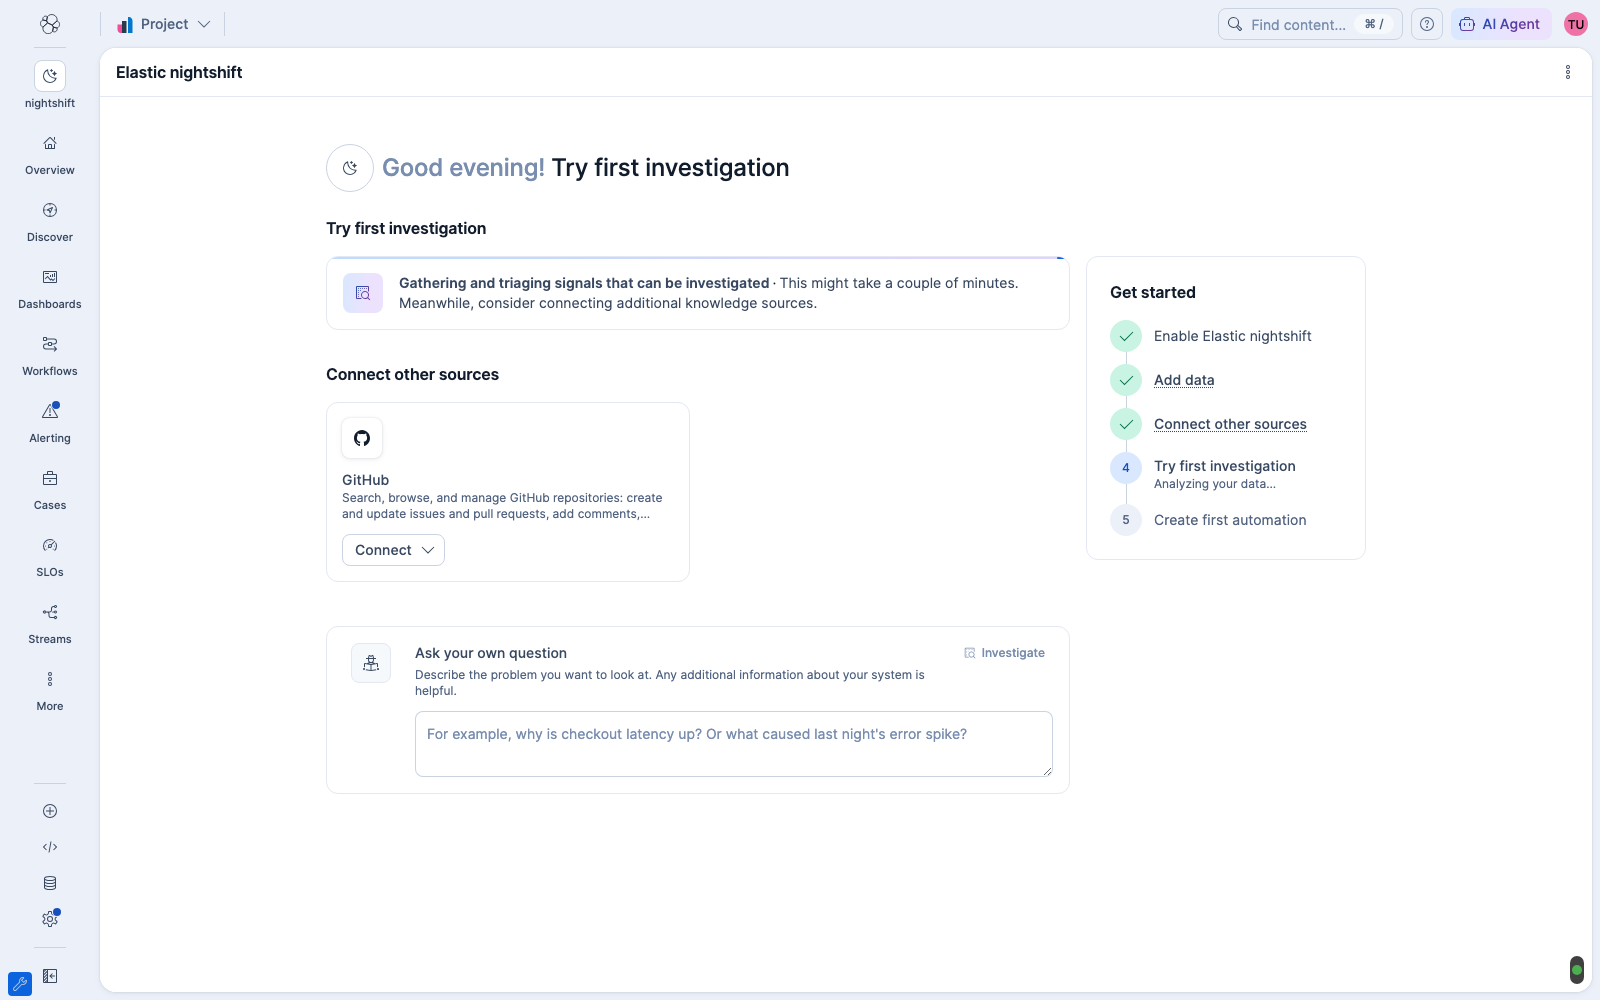 Project
Find content...
⌘ /
AI Agent
TU
nightshift
Overview
Discover
Dashboards
Workflows
Alerting
Cases
SLOs
Streams
More
Elastic nightshift
Good evening! Try first investigation
Try first investigation
Gathering and triaging signals that can be investigated · This might take a couple of minutes.
Meanwhile, consider connecting additional knowledge sources.
Connect other sources
GitHub
Search, browse, and manage GitHub repositories: create
and update issues and pull requests, add comments,...
Connect
Ask your own question
Investigate
Describe the problem you want to look at. Any additional information about your system is
helpful.
For example, why is checkout latency up? Or what caused last night's error spike?
Get started
Enable Elastic nightshift
Add data
Connect other sources
4
Try first investigation
Analyzing your data...
5
Create first automation